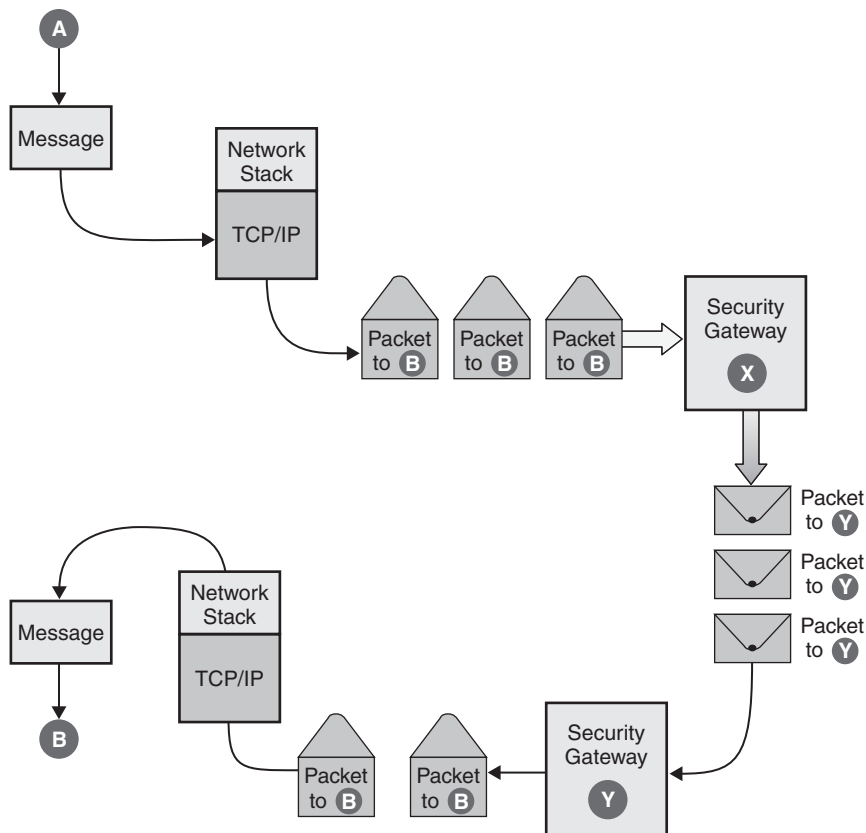 A
Message
Network
Stack
TCP/IP
Packet
to B
Packet
to B
Packet
to B
Security
Gateway
X
Packet
to Y
Packet
to Y
Packet
to Y
Security
Gateway
Y
Packet
to B
Packet
to B
Network
Stack
TCP/IP
Message
B